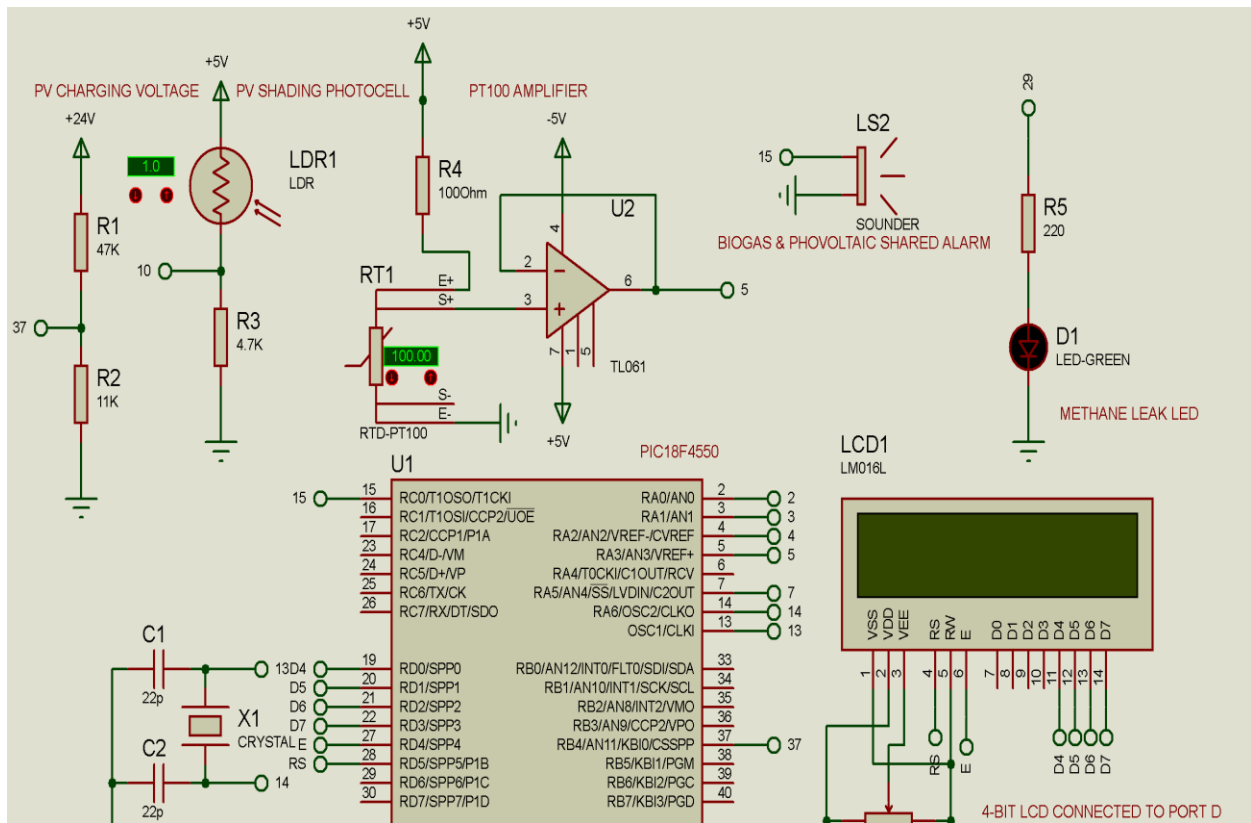 +5V
+5V
PV CHARGING VOLTAGE
PV SHADING PHOTOCELL
PT100 AMPLIFIER
+24V
-5V
29
1.0
LDR1
LDR
R4
100Ohm
LS2
15
U2
4
R1
47K
R5
220
SOUNDER
BIOGAS & PHOVOLTAIC SHARED ALARM
10
2
6
5
RT1
E+
S+
3
37
R3
4.7K
100.00
7
1
5
D1
LED-GREEN
TL061
R2
11K
S-
E-
RTD-PT100
+5V
METHANE LEAK LED
PIC18F4550
LCD1
LM016L
U1
15
15
RC0/T1OSO/T1CKI
RA0/AN0
2
2
16
RC1/T1OSI/CCP2/UOE
RA1/AN1
3
3
17
RC2/CCP1/P1A
RA2/AN2/VREF-/CVREF
4
4
23
RC4/D-/VM
RA3/AN3/VREF+
5
5
24
RC5/D+/VP
RA4/T0CKI/C1OUT/RCV
6
25
RC6/TX/CK
RA5/AN4/SS/LVDIN/C2OUT
7
7
26
RC7/RX/DT/SDO
RA6/OSC2/CLKO
14
14
OSC1/CLKI
13
13
VSS
VDD
VEE
RS
RW
E
D0
D1
D2
D3
D4
D5
D6
D7
1
2
3
4
5
6
7
8
9
10
11
12
13
14
C1
22p
13
D4
19
RD0/SPP0
RB0/AN12/INT0/FLT0/SDI/SDA
33
D5
20
RD1/SPP1
RB1/AN10/INT1/SCK/SCL
34
D6
21
RD2/SPP2
RB2/AN8/INT2/VMO
35
X1
CRYSTAL
D7
22
RD3/SPP3
RB3/AN9/CCP2/VPO
36
E
27
RD4/SPP4
RB4/AN11/KBI0/CSSPP
37
37
C2
22p
RS
28
RD5/SPP5/P1B
RB5/KBI1/PGM
38
14
29
RD6/SPP6/P1C
RB6/KBI2/PGC
39
30
RD7/SPP7/P1D
RB7/KBI3/PGD
40
RS
E
D4
D5
D6
D7
4-BIT LCD CONNECTED TO PORT D